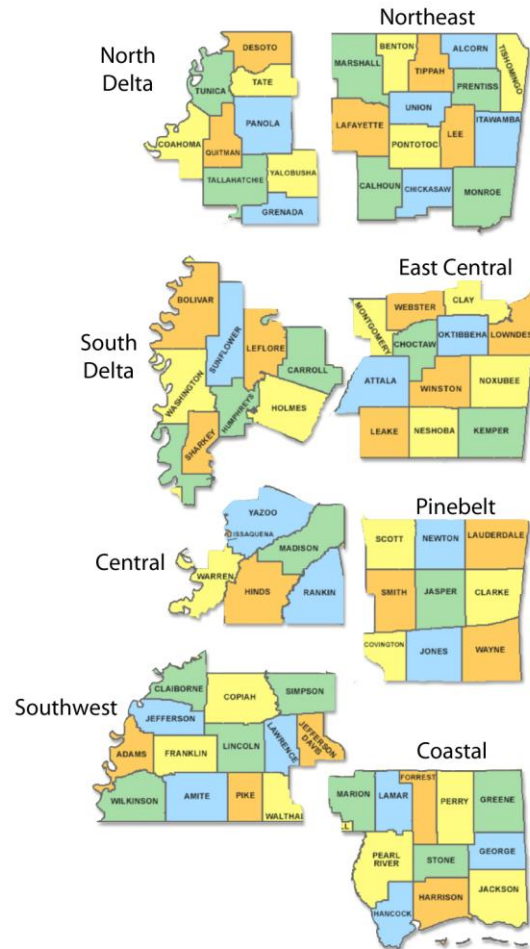 North
Delta
DESOTO
TUNICA
TATE
PANOLA
COAHOMA
QUITMAN
TALLAHATCHIE
YALOBUSHA
GRENADA
Northeast
BENTON
ALCORN
TISHOMINGO
MARSHALL
TIPPAH
PRENTISS
UNION
ITAWAMBA
LAFAYETTE
LEE
PONTOTOC
CALHOUN
CHICKASAW
MONROE
South
Delta
BOLIVAR
SUNFLOWER
LEFLORE
CARROLL
WASHINGTON
HUMPHREYS
HOLMES
SHARKEY
East Central
MONTGOMERY
WEBSTER
CLAY
CHOCTAW
OKTIBBEHA
LOWNDES
ATTALA
WINSTON
NOXUBEE
LEAKE
NESHOBA
KEMPER
Central
YAZOO
ISSAQUENA
MADISON
WARREN
HINDS
RANKIN
Pinebelt
SCOTT
NEWTON
LAUDERDALE
SMITH
JASPER
CLARKE
COVINGTON
JONES
WAYNE
Southwest
CLAIBORNE
COPIAH
SIMPSON
JEFFERSON
LAWRENCE
JEFFERSON
DAVIS
ADAMS
FRANKLIN
LINCOLN
WILKINSON
AMITE
PIKE
WALTHAL
Coastal
MARION
LAMAR
FORREST
PERRY
GREENE
LL
PEARL
RIVER
STONE
GEORGE
HANCOCK
HARRISON
JACKSON